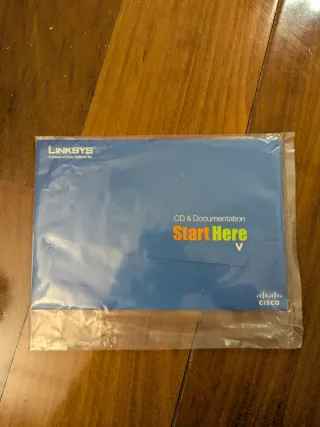 LINKSYS®
A Division of Cisco Systems, Inc.
CD & Documentation
Start Here
V
CISCO